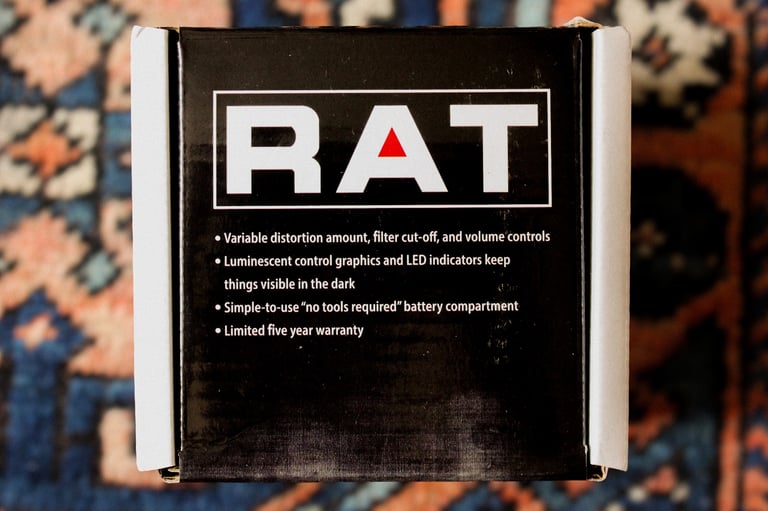 RAT
• Variable distortion amount, filter cut-off, and volume controls
• Luminescent control graphics and LED indicators keep
things visible in the dark
• Simple-to-use “no tools required” battery compartment
• Limited five year warranty